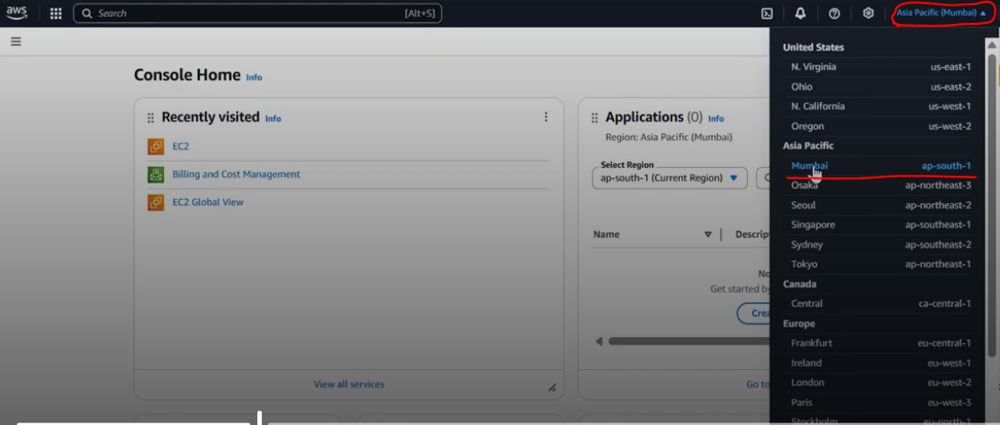 aws
Search [Alt+S]
Asia Pacific (Mumbai)
Console Home Info
Recently visited Info
EC2
Billing and Cost Management
EC2 Global View
View all services
Applications (0) Info
Region: Asia Pacific (Mumbai)
Select Region
ap-south-1 (Current Region)
Name Descrip
No
Get started by
Crea
Go to
United States
N. Virginia us-east-1
Ohio us-east-2
N. California us-west-1
Oregon us-west-2
Asia Pacific
Mumbai ap-south-1
Osaka ap-northeast-3
Seoul ap-northeast-2
Singapore ap-southeast-1
Sydney ap-southeast-2
Tokyo ap-northeast-1
Canada
Central ca-central-1
Europe
Frankfurt eu-central-1
Ireland eu-west-1
London eu-west-2
Paris eu-west-3
Stockholm eu-north-1